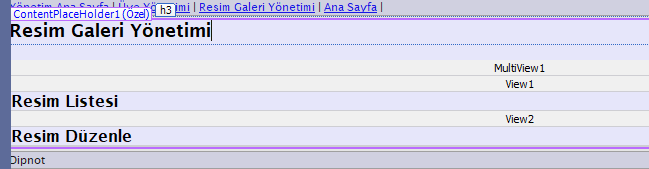 Yönetim Ana Sayfa | Üye Yönetimi | Resim Galeri Yönetimi | Ana Sayfa |
ContentPlaceHolder1 (Özel) h3
Resim Galeri Yönetimi
MultiView1
View1
Resim Listesi
View2
Resim Düzenle
Dipnot